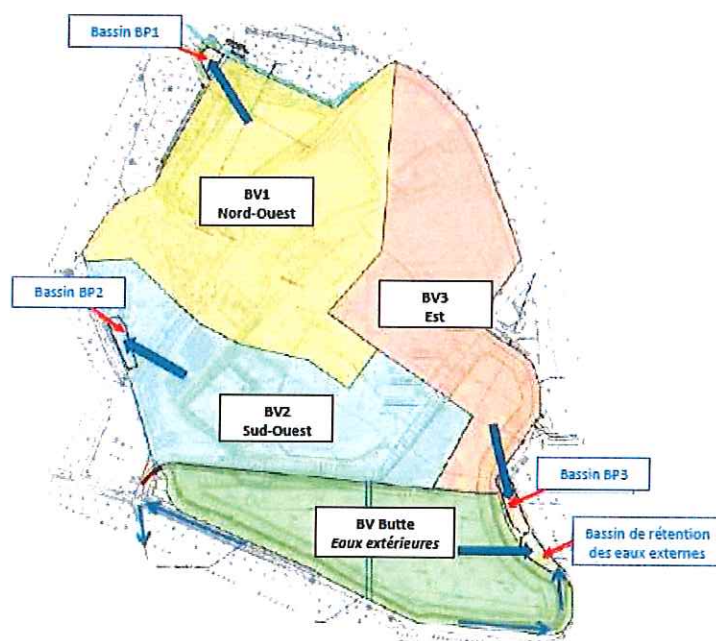 Bassin BP1
BV1
Nord-Ouest
Bassin BP2
BV3
Est
BV2
Sud-Ouest
Bassin BP3
BV Butte
Eaux extérieures
Bassin de rétention
des eaux externes